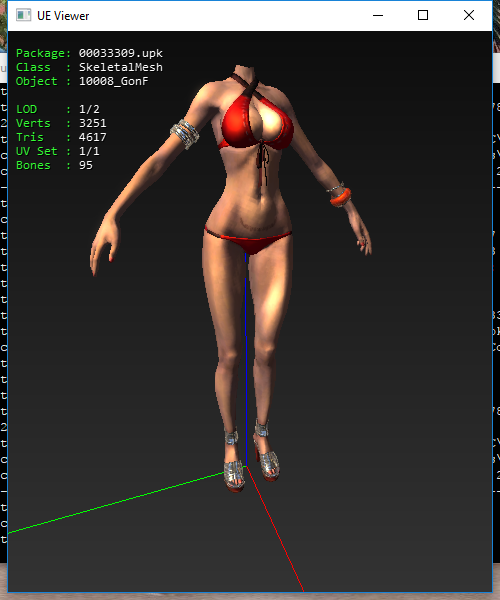 UE Viewer
Package: 00033309.upk
Class : SkeletalMesh
Object : 10008_GonF
LOD : 1/2
Verts : 3251
Tris : 4617
UV Set : 1/1
Bones : 95